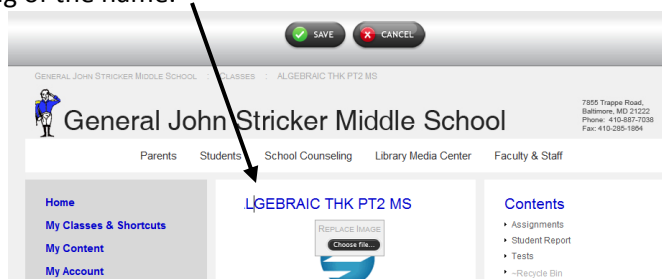 g of the name.
SAVE CANCEL
GENERAL JOHN STRICKER MIDDLE SCHOOL : CLASSES : ALGEBRAIC THK PT2 MS
General John Stricker Middle School
7855 Trappe Road,
Baltimore, MD 21222
Phone: 410-887-7038
Fax: 410-285-1864
Parents Students School Counseling Library Media Center Faculty & Staff
Home
My Classes & Shortcuts
My Content
My Account
LGEBRAIC THK PT2 MS
REPLACE IMAGE
Choose file...
Contents
Assignments
Student Report
Tests
~Recycle Bin